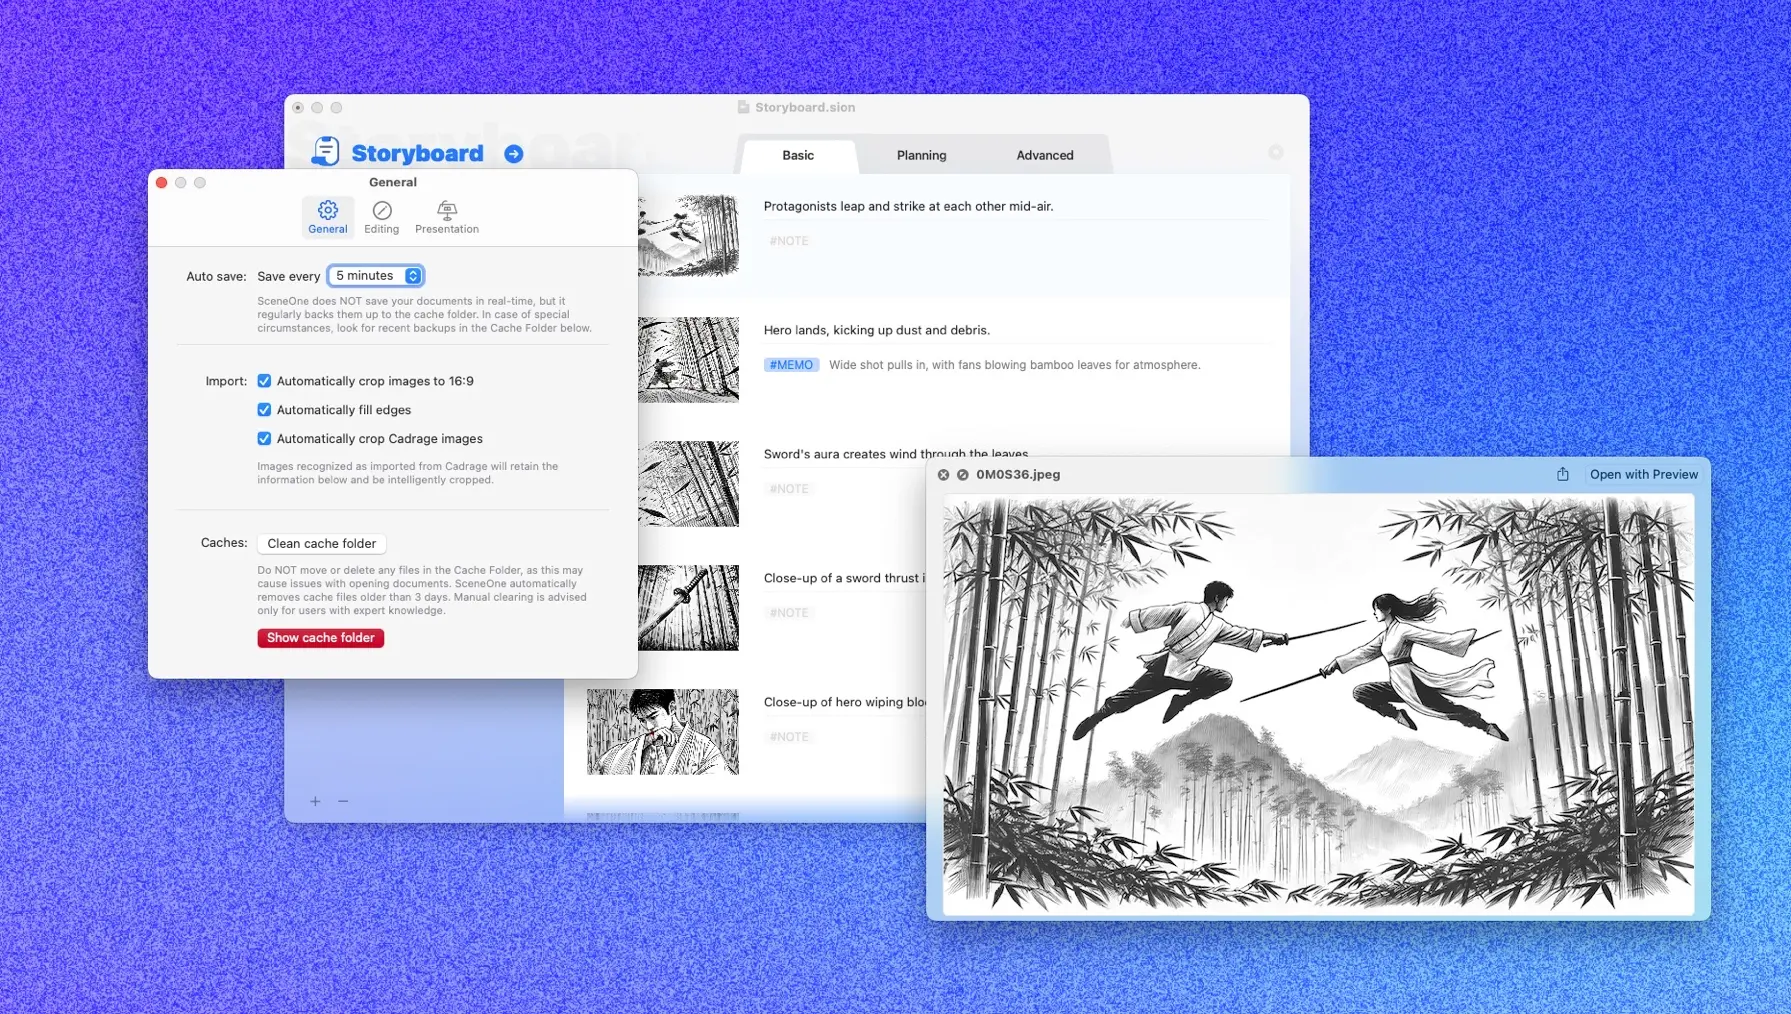 Storyboard.sion
Storyboard
Basic
Planning
Advanced
General
General
Editing
Presentation
Auto save:
Save every
5 minutes
SceneOne does NOT save your documents in real-time, but it
regularly backs them up to the cache folder. In case of special
circumstances, look for recent backups in the Cache Folder below.
Import:
Automatically crop images to 16:9
Automatically fill edges
Automatically crop Cadrage images
Images recognized as imported from Cadrage will retain the
information below and be intelligently cropped.
Caches:
Clean cache folder
Do NOT move or delete any files in the Cache Folder, as this may
cause issues with opening documents. SceneOne automatically
removes cache files older than 3 days. Manual clearing is advised
only for users with expert knowledge.
Show cache folder
Protagonists leap and strike at each other mid-air.
#NOTE
Hero lands, kicking up dust and debris.
#MEMO Wide shot pulls in, with fans blowing bamboo leaves for atmosphere.
Sword's aura creates wind through the leaves
#NOTE
Close-up of a sword thrust
#NOTE
Close-up of hero wiping
#NOTE
0M0S36.jpeg
Open with Preview